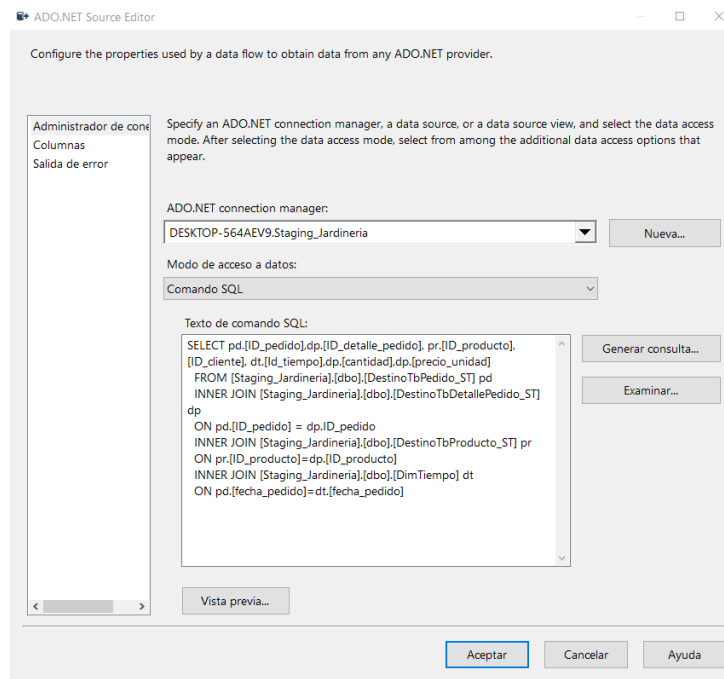 ADO.NET Source Editor
Configure the properties used by a data flow to obtain data from any ADO.NET provider.
Administrador de cone
Columnas
Salida de error
Specify an ADO.NET connection manager, a data source, or a data source view, and select the data access
mode. After selecting the data access mode, select from among the additional data access options that
appear.
ADO.NET connection manager:
DESKTOP-564AEV9.Staging_Jardineria
Nueva...
Modo de acceso a datos:
Comando SQL
Texto de comando SQL:
SELECT pd.[ID_pedido],dp.[ID_detalle_pedido], pr.[ID_producto],
[ID_cliente], dt.[Id_tiempo],dp.[cantidad],dp.[precio_unidad]
FROM [Staging_Jardineria].[dbo].[DestinoTbPedido_ST] pd
INNER JOIN [Staging_Jardineria].[dbo].[DestinoTbDetallePedido_ST]
dp
ON pd.[ID_pedido] = dp.ID_pedido
INNER JOIN [Staging_Jardineria].[dbo].[DestinoTbProducto_ST] pr
ON pr.[ID_producto]=dp.[ID_producto]
INNER JOIN [Staging_Jardineria].[dbo].[DimTiempo] dt
ON pd.[fecha_pedido]=dt.[fecha_pedido]
Generar consulta...
Examinar...
Vista previa...
Aceptar
Cancelar
Ayuda